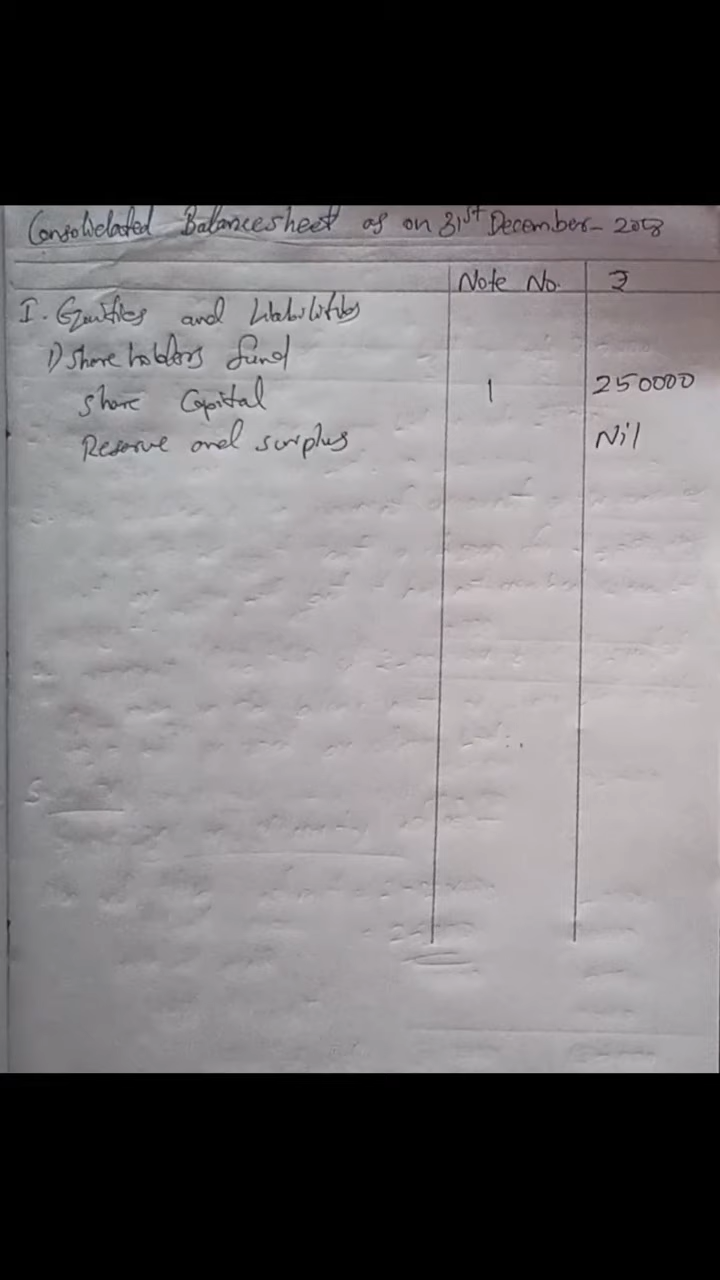 Consolidated Balancesheet as on 31st December - 2018
Note No. ₹
I. Equities and Liabilities
1) Share holders fund
Share Capital 1 250000
Reserve and surplus Nil